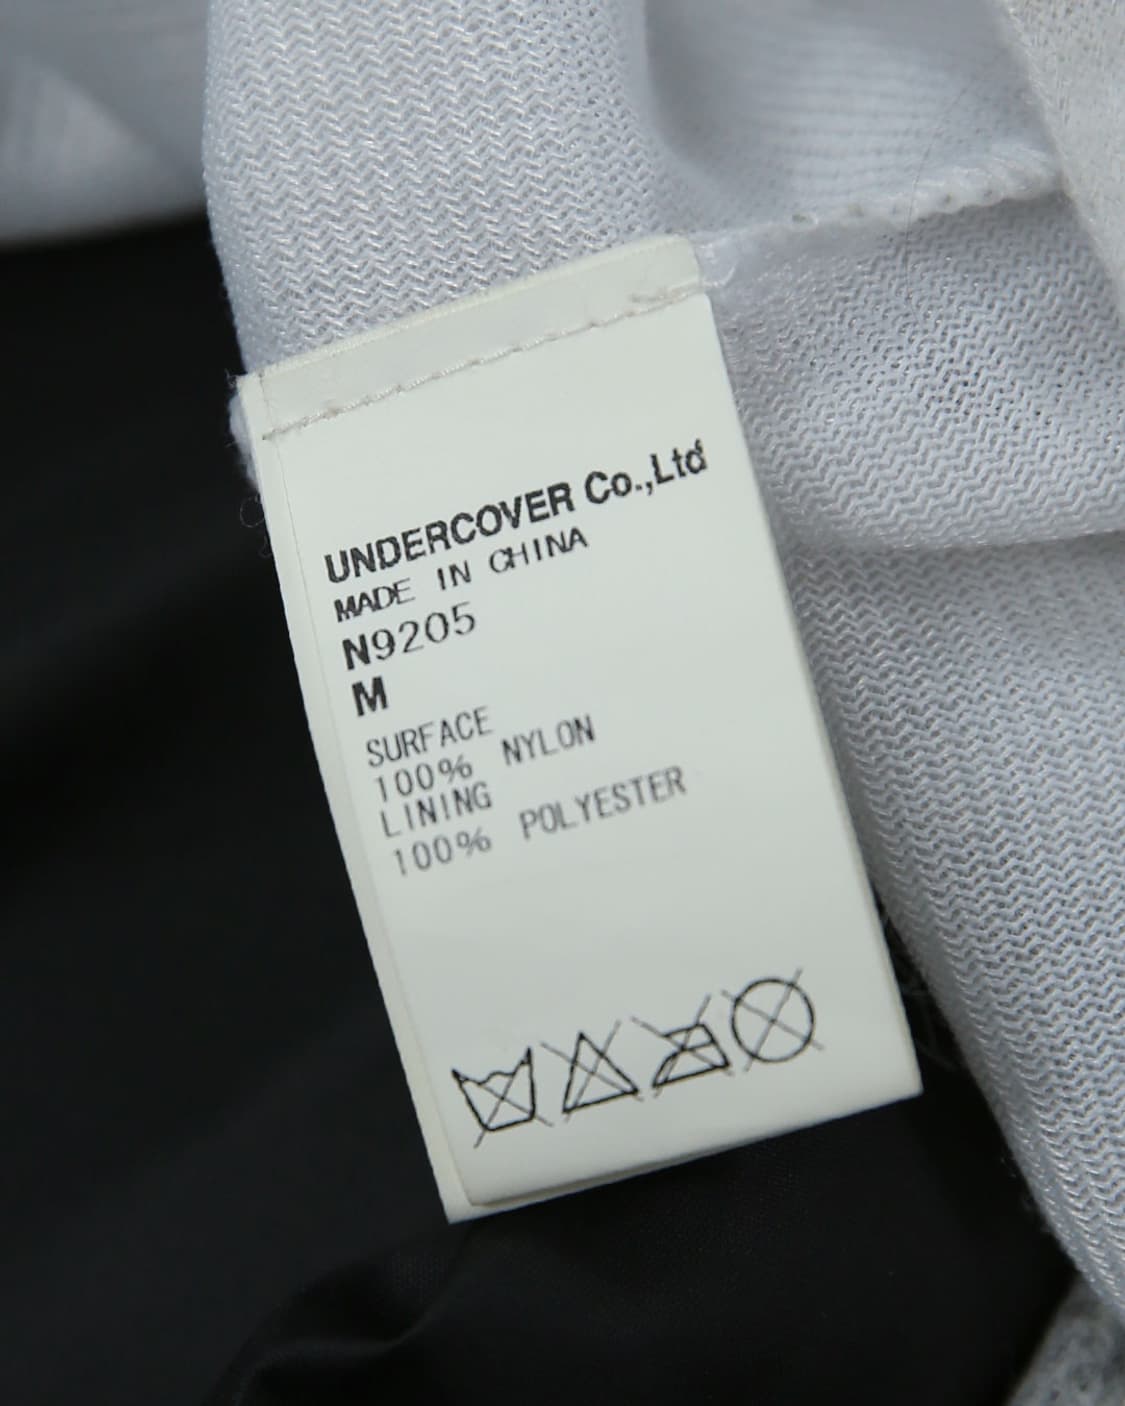 UNDERCOVER Co.,Ltd
MADE IN CHINA
N9205
M
SURFACE
100% NYLON
LINING
100% POLYESTER